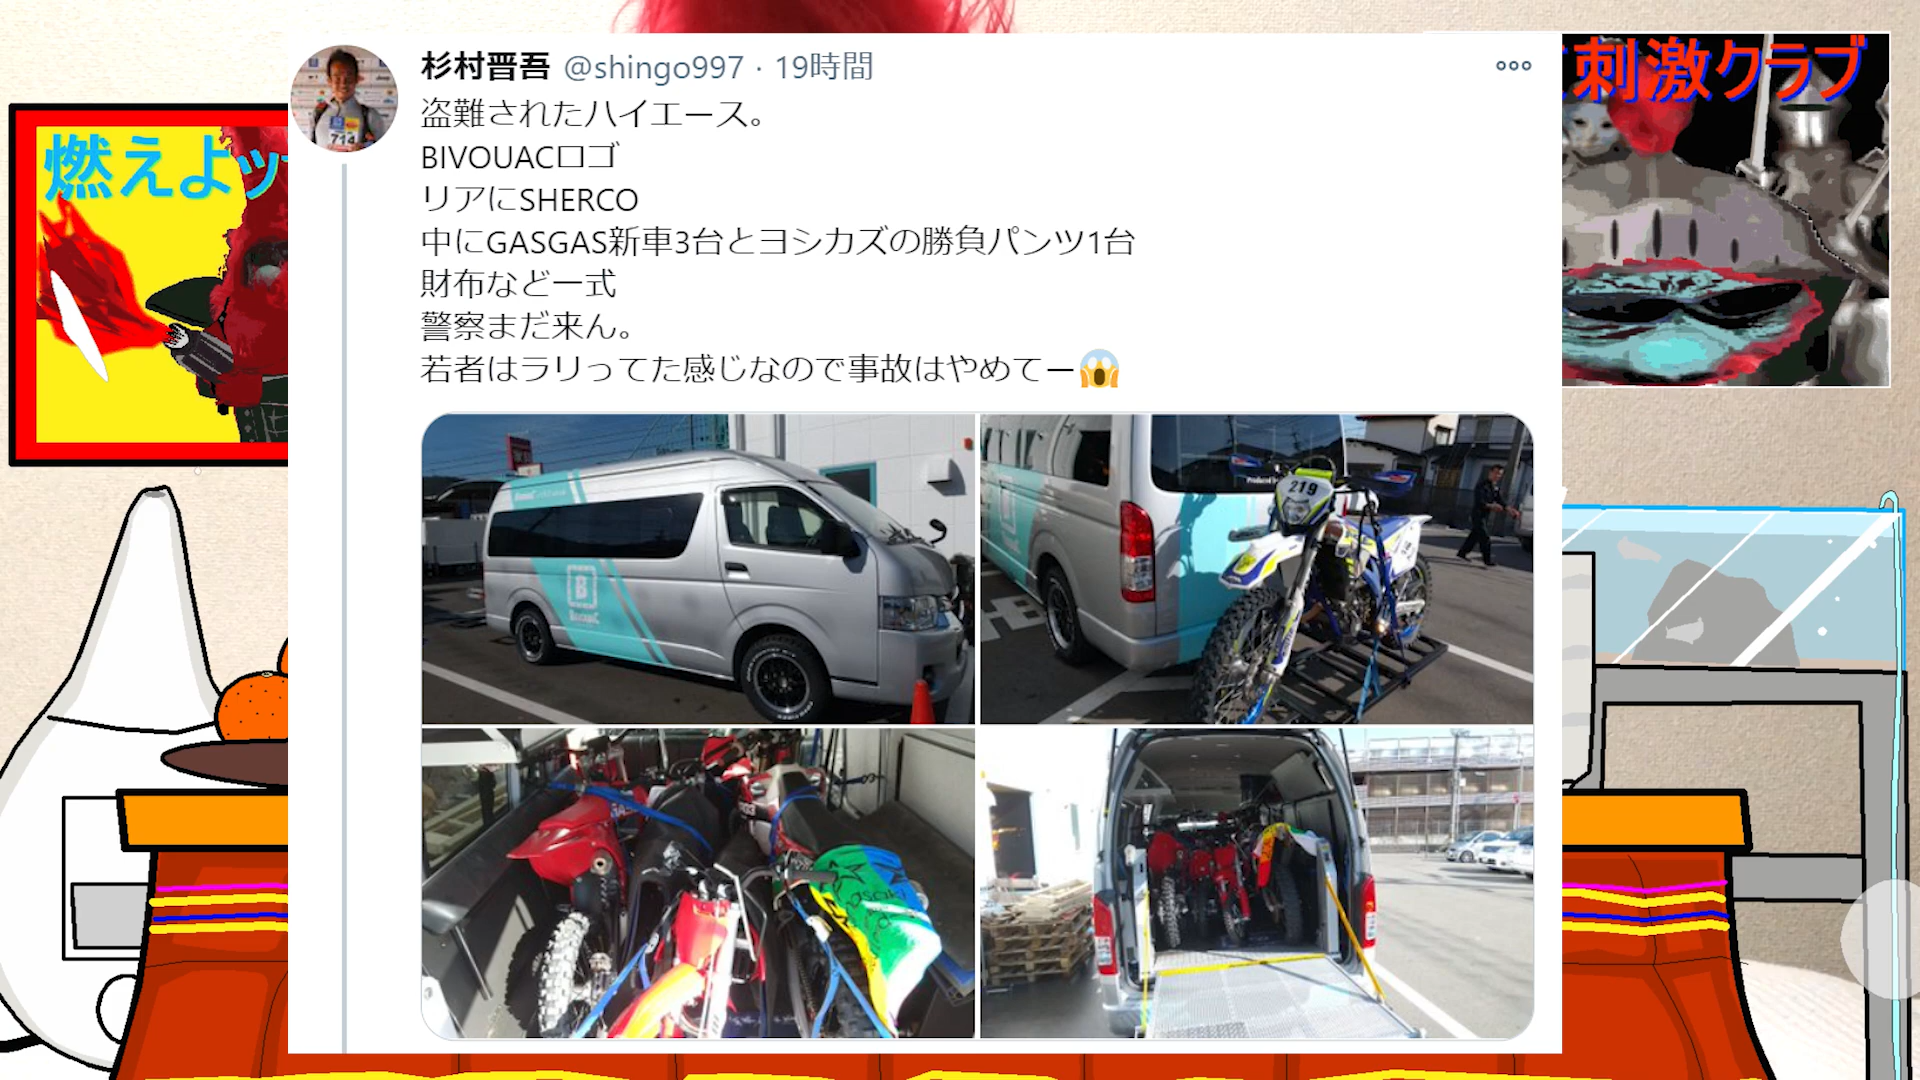 杉村晋吾 @shingo997 · 19時間
盗難されたハイエース。
BIVOUACロゴ
リアにSHERCO
中にGASGAS新車3台とヨシカズの勝負パンツ1台
財布など一式
警察まだ来ん。
若者はラリってた感じなので事故はやめてー😱
燃えよッ
刺激クラブ
714
B
219